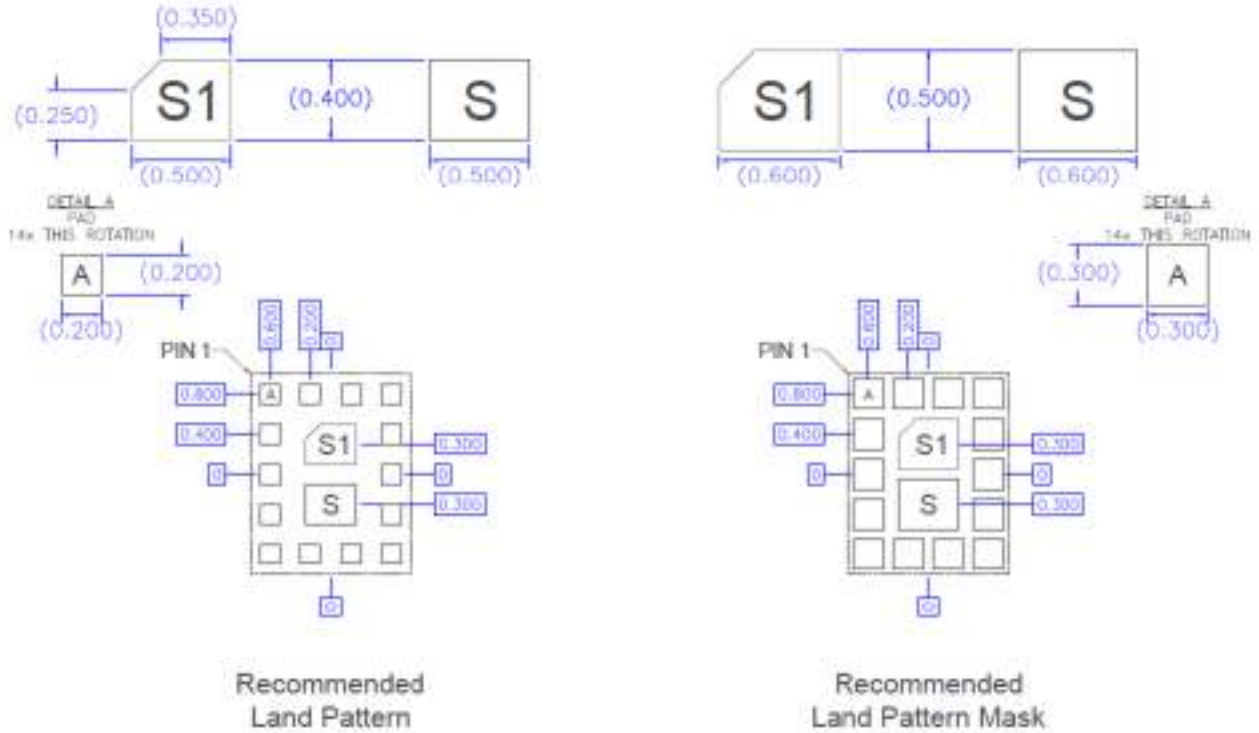 (0.350)
S1
(0.250)
(0.400)
S
(0.500)
(0.500)
DETAIL A
PAD
14x THIS ROTATION
A
(0.200)
(0.200)
PIN 1
0.600
0.200
0
0.800
A
0.400
S1
0.300
0
0
S
0.300
0
Recommended
Land Pattern
S1
(0.500)
S
(0.600)
(0.600)
DETAIL A
PAD
14x THIS ROTATION
(0.300)
A
(0.300)
PIN 1
0.600
0.200
0
0.800
A
0.400
S1
0.300
0
0
S
0.300
0
Recommended
Land Pattern Mask